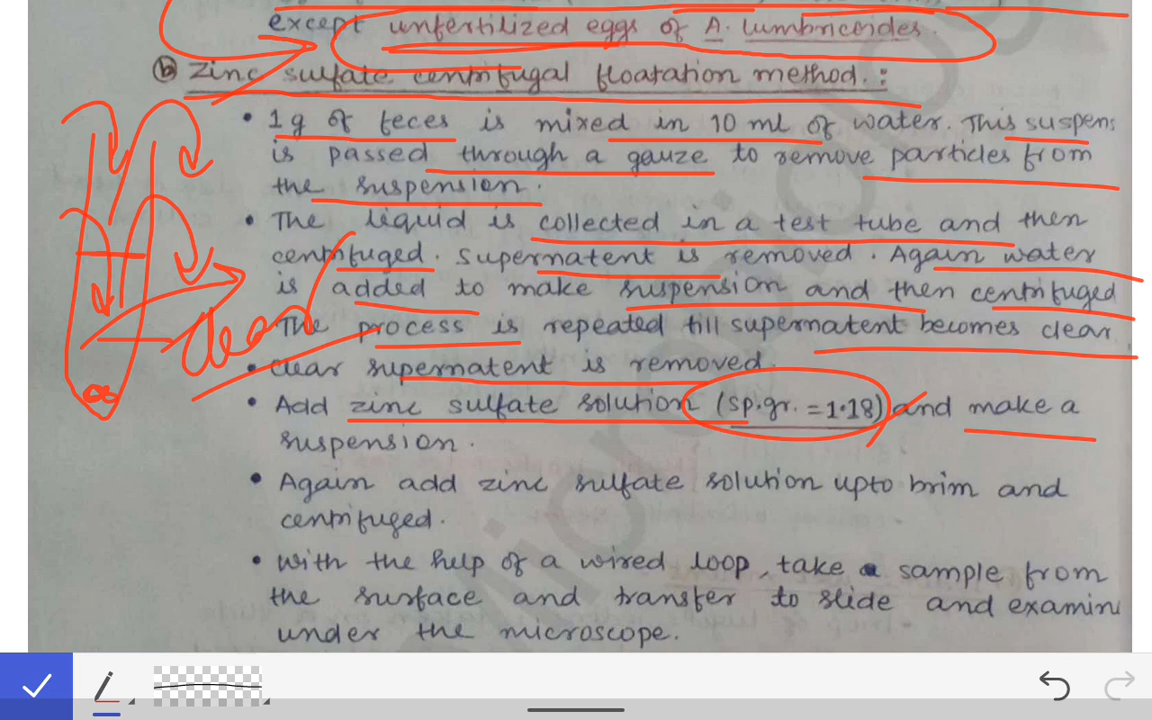 except unfertilized eggs of A. lumbricoides.
ⓑ Zinc sulfate centrifugal floatation method. :
• 1g of feces is mixed in 10 ml of water. This suspens
is passed through a gauze to remove particles from
the suspension.
• The liquid is collected in a test tube and then
centrifuged. Supernatent is removed. Again water
is added to make suspension and then centrifuged
The process is repeated till supernatent becomes clear
• Clear supernatent is removed.
clear
• Add zinc sulfate solution (sp.gr. = 1.18) and make a
suspension.
• Again add zinc sulfate solution upto brim and
centrifuged.
• With the help of a wired loop, take a sample from
the surface and transfer to slide and examine
under the microscope.
Microbiolog